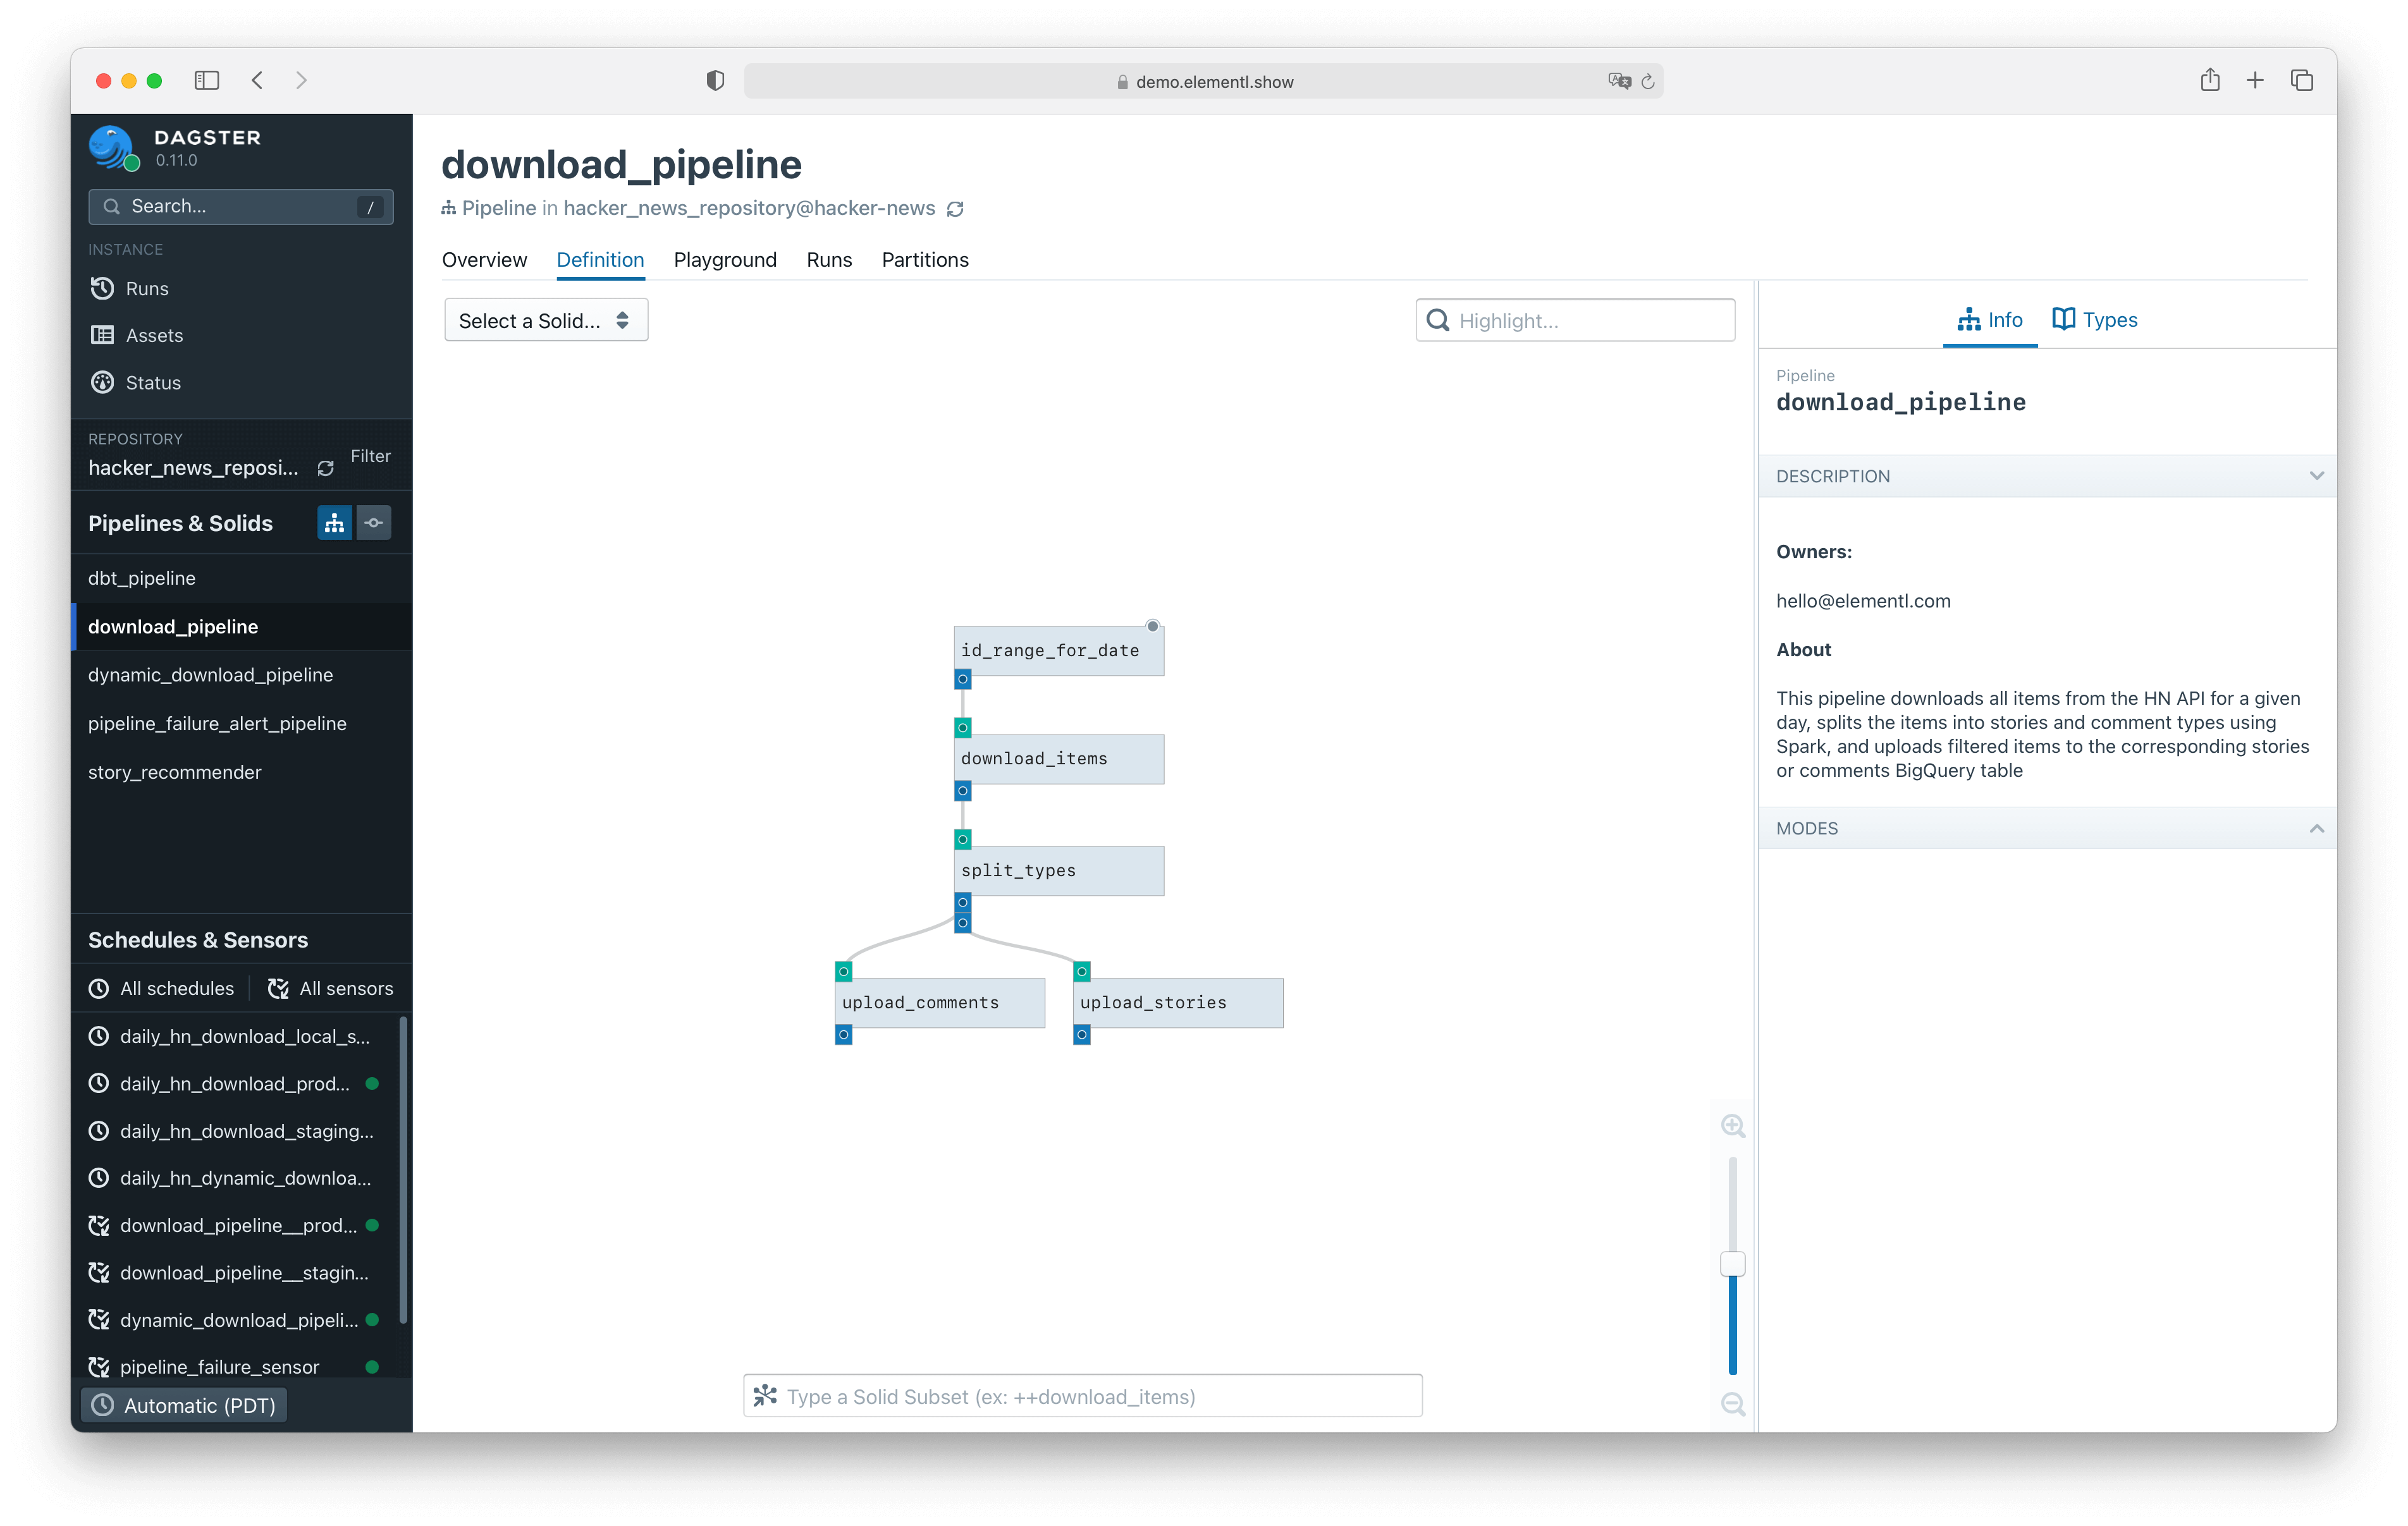 demo.elementl.show
DAGSTER
0.11.0
Search...
/
INSTANCE
Runs
Assets
Status
REPOSITORY
hacker_news_reposi...
Filter
Pipelines & Solids
dbt_pipeline
download_pipeline
dynamic_download_pipeline
pipeline_failure_alert_pipeline
story_recommender
Schedules & Sensors
All schedules
All sensors
daily_hn_download_local_s...
daily_hn_download_prod...
daily_hn_download_staging...
daily_hn_dynamic_downloa...
download_pipeline__prod...
download_pipeline__stagin...
dynamic_download_pipeli...
pipeline_failure_sensor
Automatic (PDT)
download_pipeline
Pipeline in hacker_news_repository@hacker-news
Overview
Definition
Playground
Runs
Partitions
Select a Solid...
Highlight...
id_range_for_date
download_items
split_types
upload_comments
upload_stories
Type a Solid Subset (ex: ++download_items)
Info
Types
Pipeline
download_pipeline
DESCRIPTION
Owners:
hello@elementl.com
About
This pipeline downloads all items from the HN API for a given
day, splits the items into stories and comment types using
Spark, and uploads filtered items to the corresponding stories
or comments BigQuery table
MODES